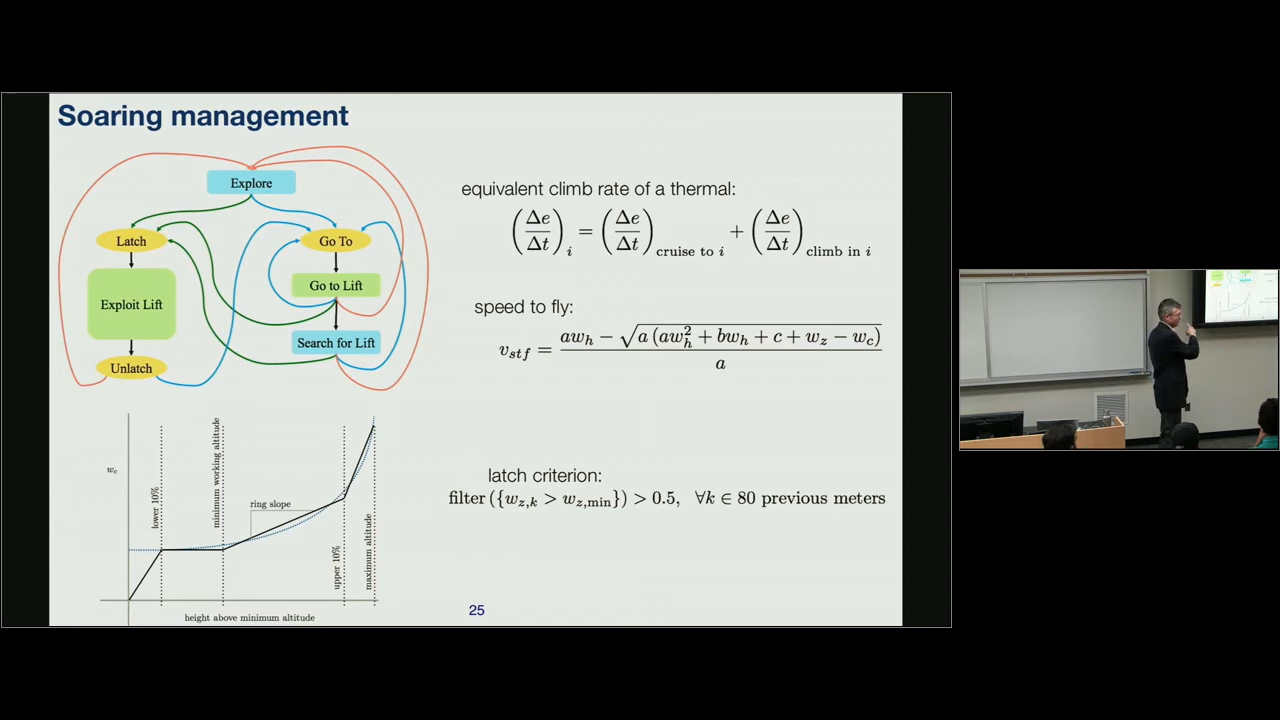 Soaring management
Explore
Latch
Go To
Exploit Lift
Go to Lift
Search for Lift
Unlatch
equivalent climb rate of a thermal:
(Δe/Δt)_i = (Δe/Δt)_cruise to i + (Δe/Δt)_climb in i
speed to fly:
v_stf = (aw_h − √(a (aw_h^2 + bw_h + c + w_z − w_c))) / a
latch criterion:
filter ({w_z,k > w_z,min}) > 0.5, ∀k ∈ 80 previous meters
w_c
lower 10%
minimum working altitude
ring slope
upper 10%
maximum altitude
height above minimum altitude
25